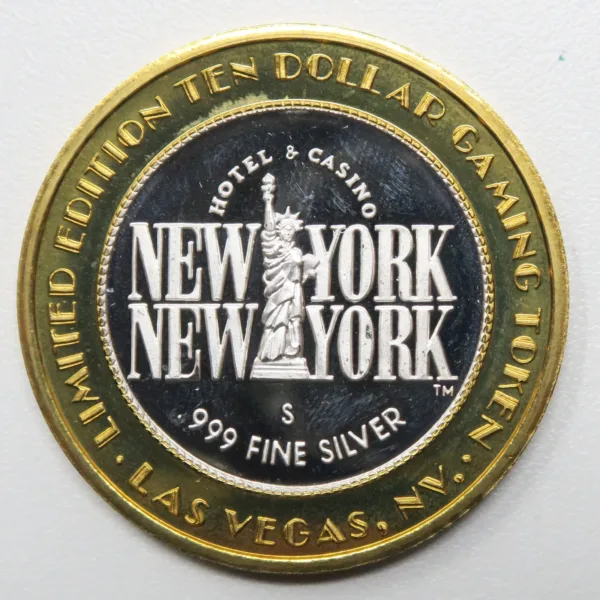 LIMITED EDITION TEN DOLLAR GAMING TOKEN
HOTEL & CASINO
NEW YORK
NEW YORK
TM
S
.999 FINE SILVER
· LAS VEGAS, NV. ·